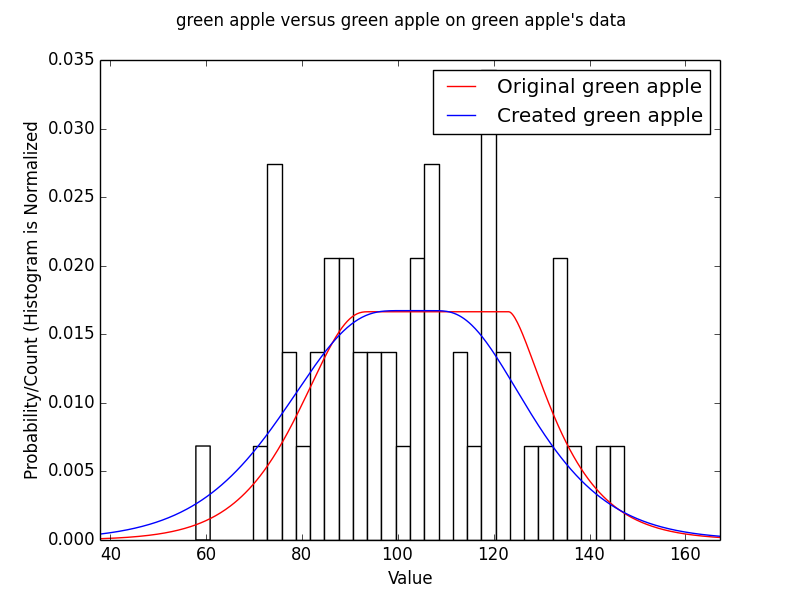 green apple versus green apple on green apple's data
0.035
0.030
0.025
0.020
0.015
0.010
0.005
0.000
Probability/Count (Histogram is Normalized
Original green apple
Created green apple
40 60 80 100 120 140 160
Value